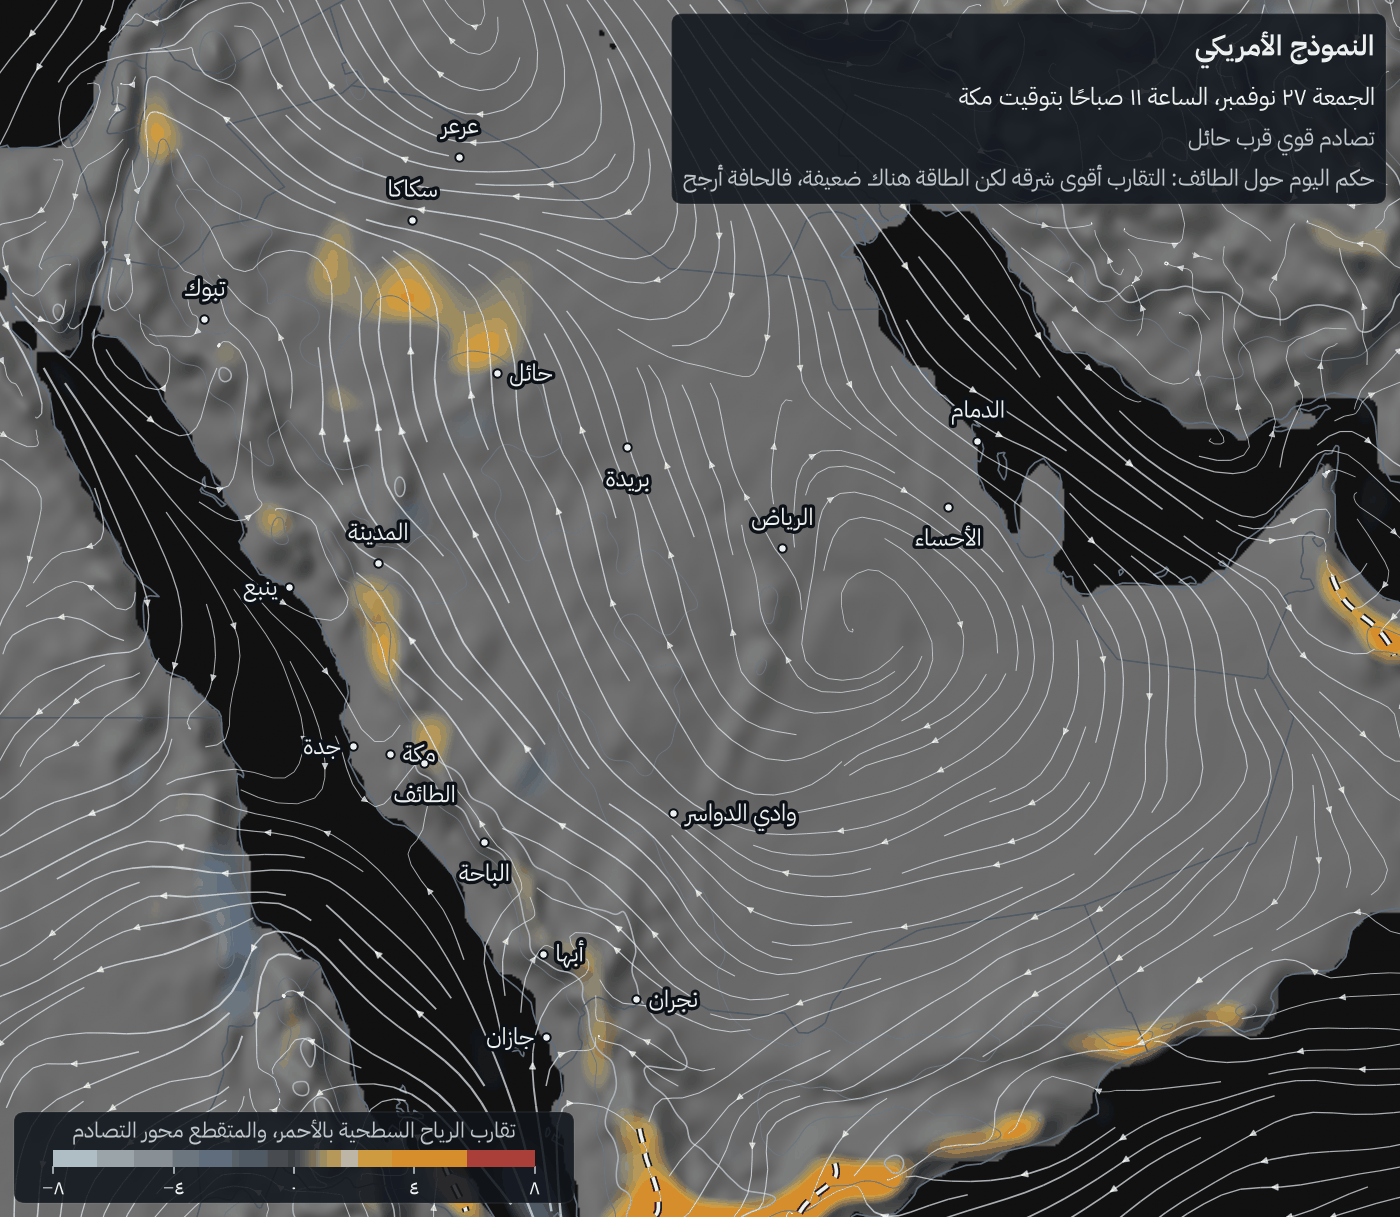 النموذج الأمريكي
الجمعة ٢٧ نوفمبر، الساعة ١١ صباحًا بتوقيت مكة
تصادم قوي قرب حائل
حكم اليوم حول الطائف: التقارب أقوى شرقه لكن الطاقة هناك ضعيفة، فالحافة أرجح
عرعر
سكاكا
تبوك
حائل
الدمام
بريدة
الرياض
الأحساء
المدينة
ينبع
جدة
مكة
الطائف
وادي الدواسر
الباحة
أبها
نجران
جازان
تقارب الرياح السطحية بالأحمر، والمتقطع محور التصادم
−٨ −٤ ٠ ٤ ٨